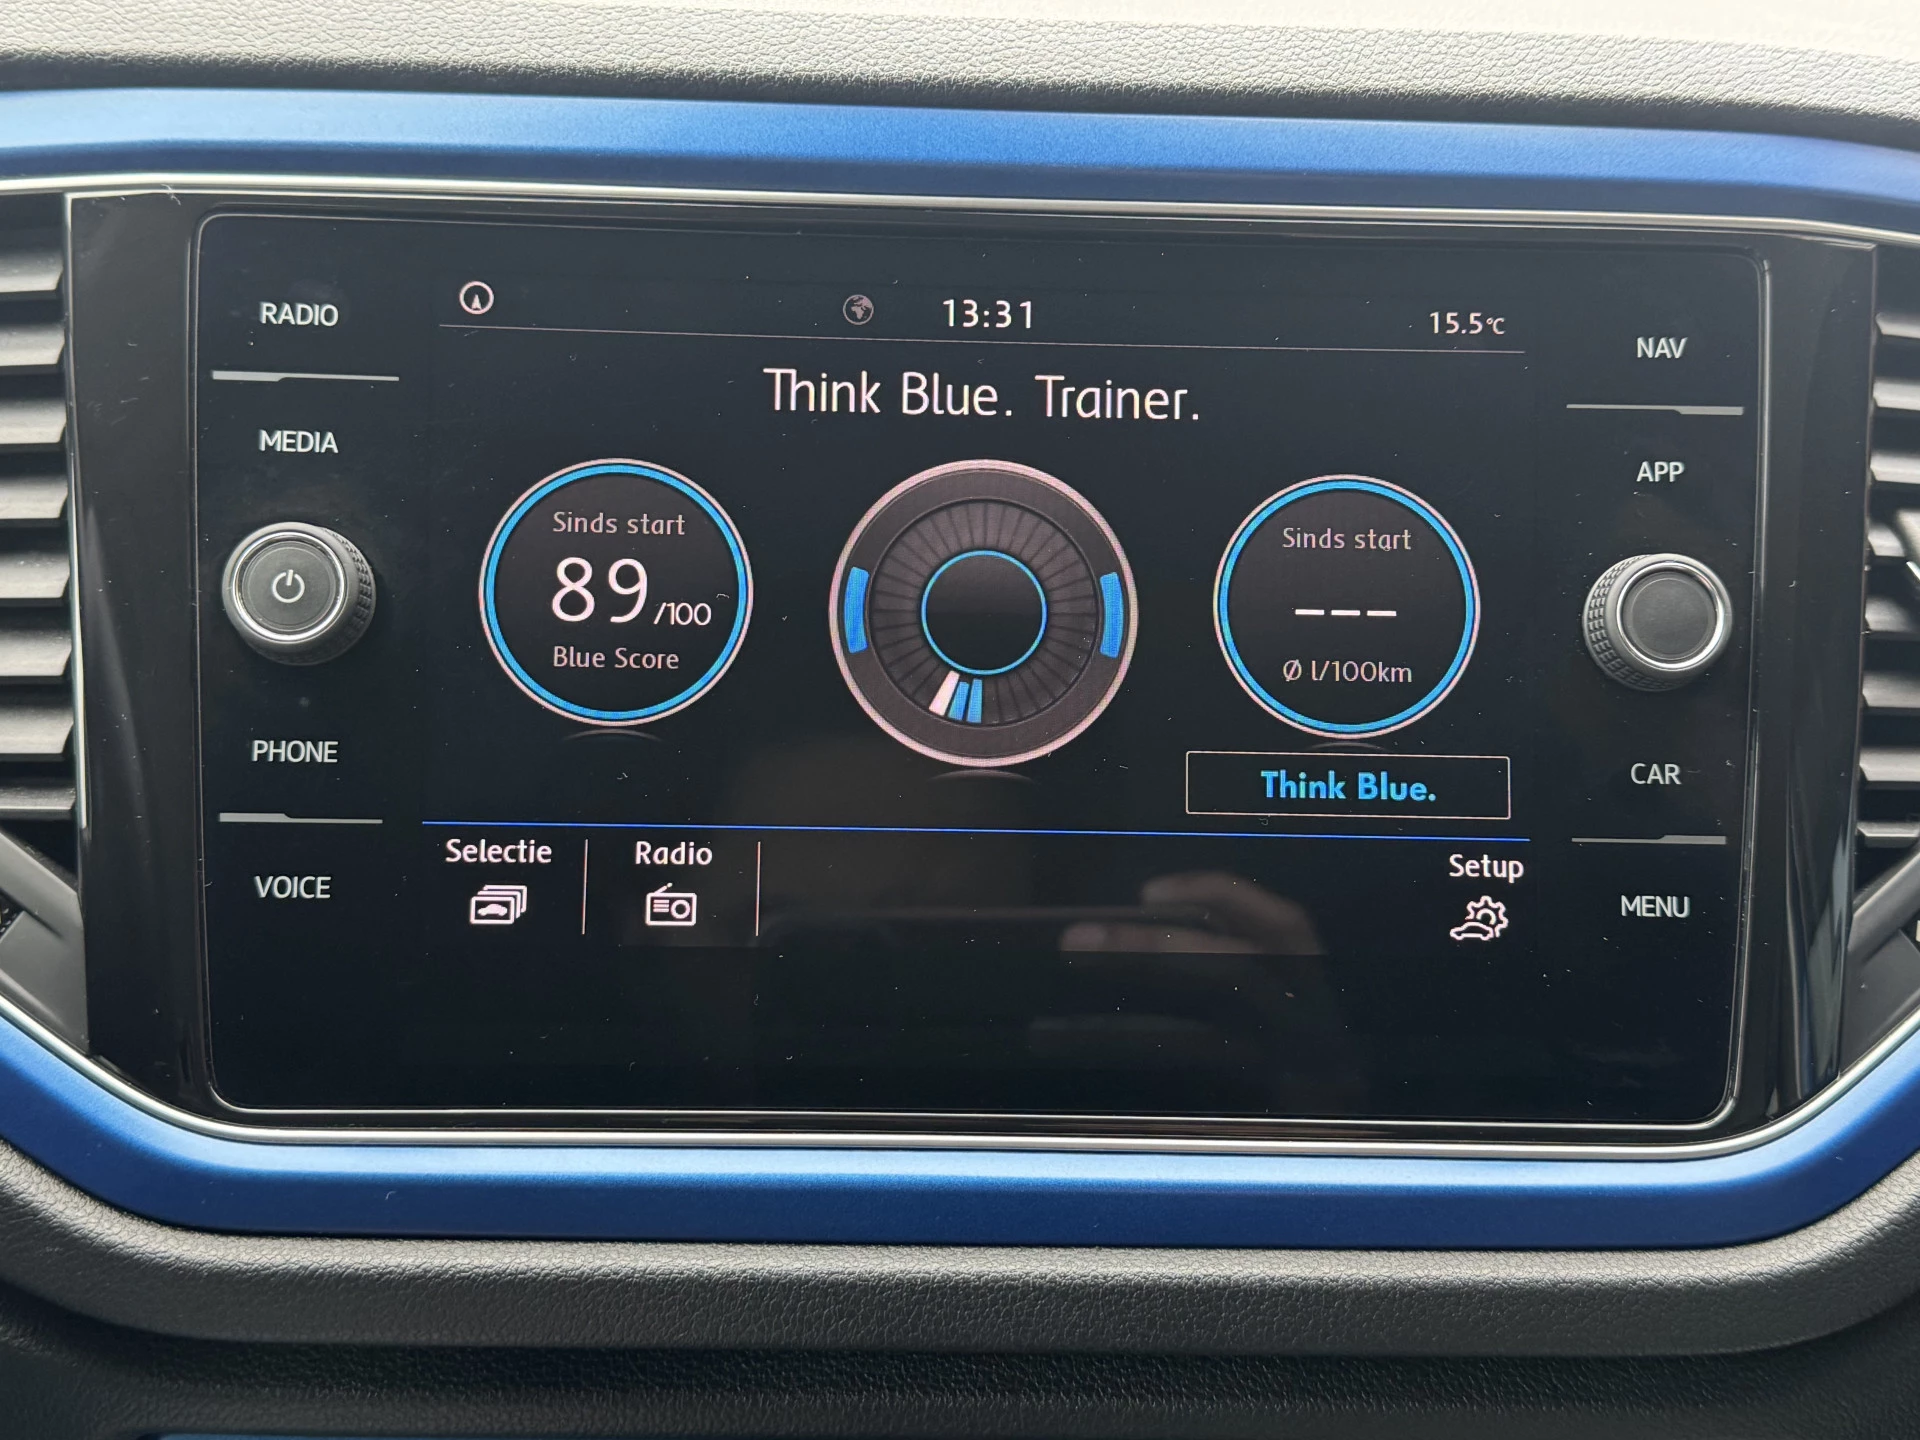 RADIO
MEDIA
PHONE
VOICE
13:31
15.5°C
Think Blue. Trainer.
Sinds start
89/100
Blue Score
Sinds start
---
Ø l/100km
Think Blue.
Selectie
Radio
Setup
NAV
APP
CAR
MENU